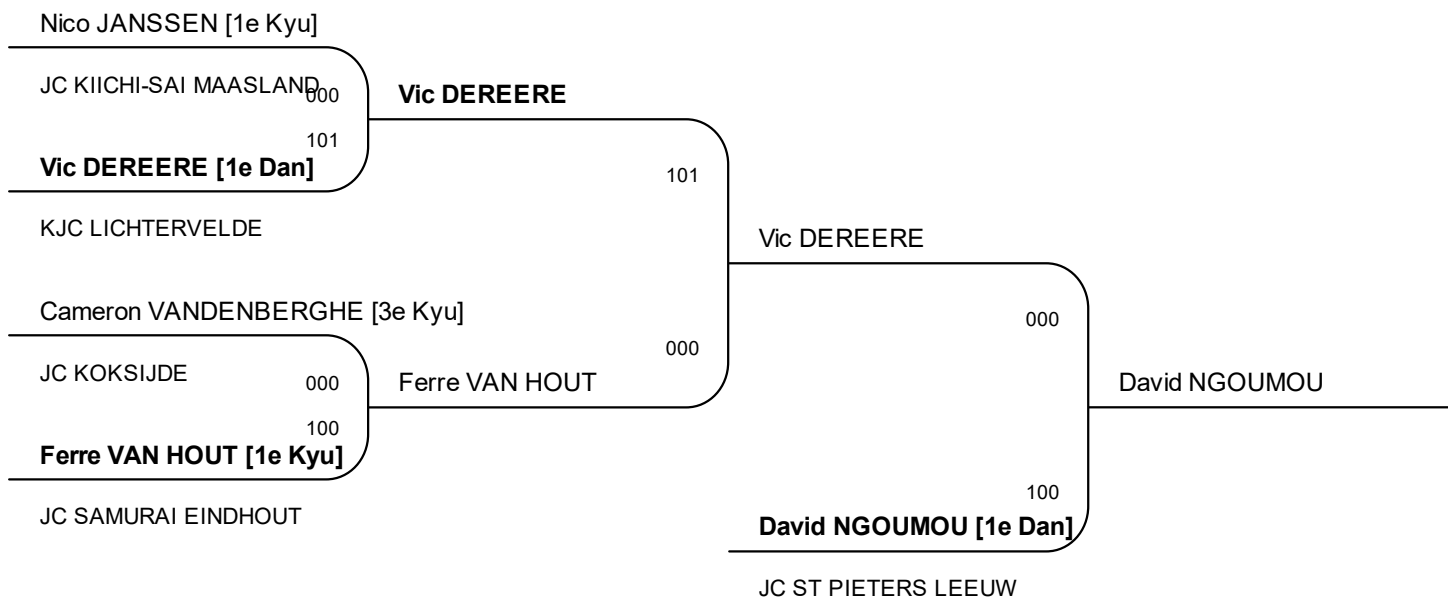 Nico JANSSEN [1e Kyu]
JC KIICHI-SAI MAASLAND
000
101
Vic DEREERE [1e Dan]
KJC LICHTERVELDE
Cameron VANDENBERGHE [3e Kyu]
JC KOKSIJDE
000
100
Ferre VAN HOUT [1e Kyu]
JC SAMURAI EINDHOUT
Vic DEREERE
101
000
Ferre VAN HOUT
Vic DEREERE
000
100
David NGOUMOU [1e Dan]
JC ST PIETERS LEEUW
David NGOUMOU